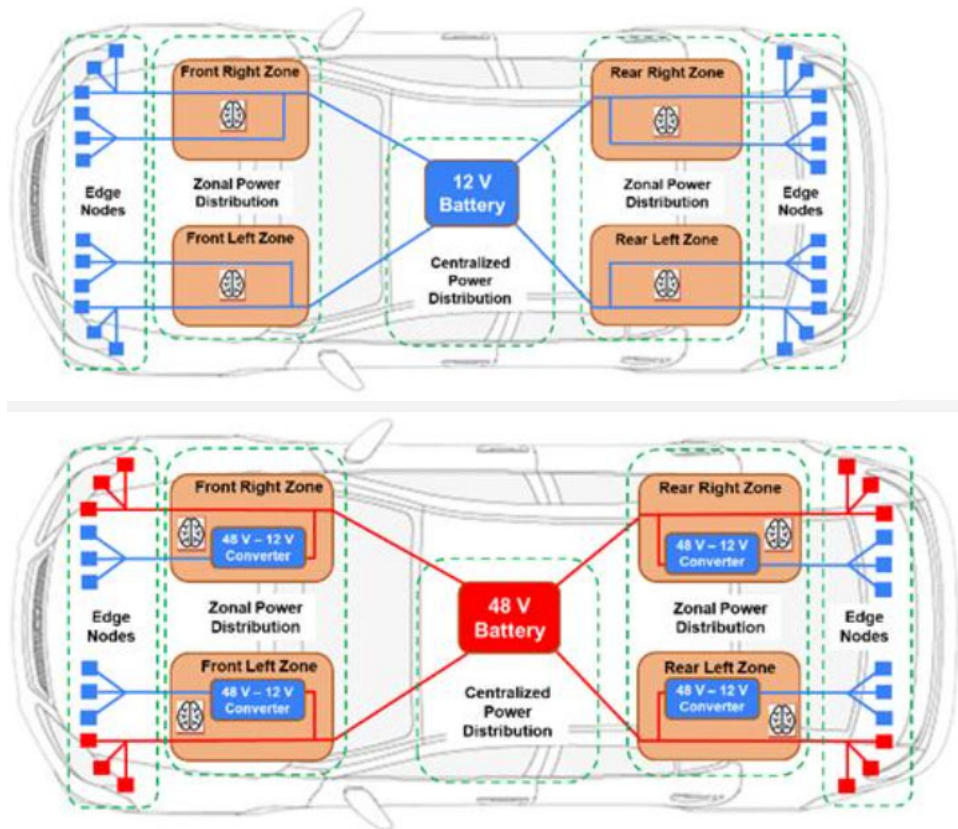 Front Right Zone
Rear Right Zone
12 V
Battery
Edge
Nodes
Zonal Power
Distribution
Zonal Power
Distribution
Edge
Nodes
Front Left Zone
Rear Left Zone
Centralized
Power
Distribution
Front Right Zone
48 V – 12 V
Converter
Rear Right Zone
48 V – 12 V
Converter
48 V
Battery
Edge
Nodes
Zonal Power
Distribution
Zonal Power
Distribution
Edge
Nodes
Front Left Zone
48 V – 12 V
Converter
Rear Left Zone
48 V – 12 V
Converter
Centralized
Power
Distribution